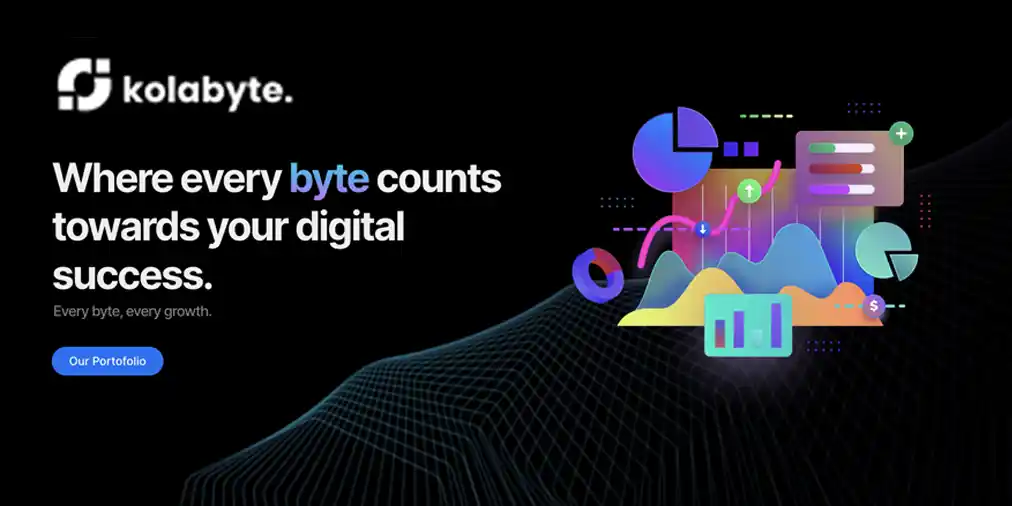 kolabyte.
Where every byte counts
towards your digital
success.
Every byte, every growth.
Our Portofolio
$